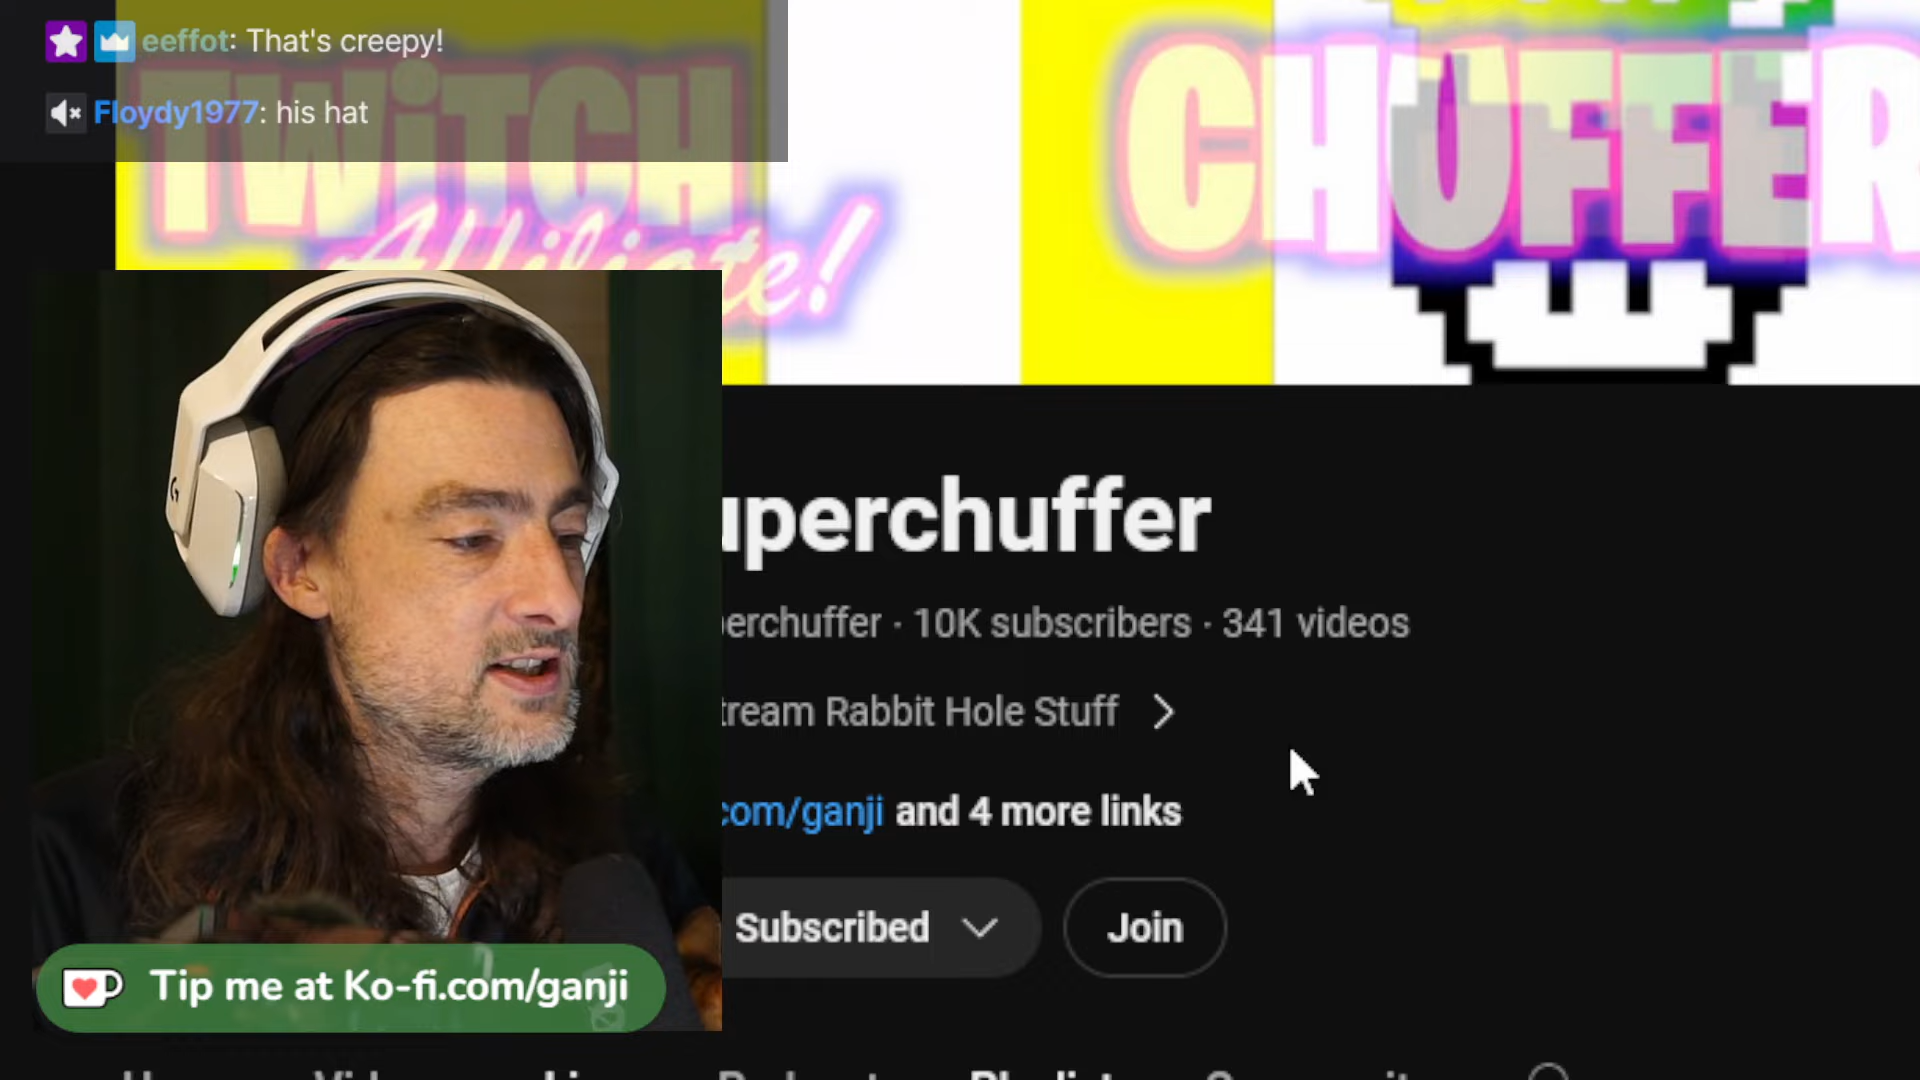 eeffot: That's creepy!
Floydy1977: his hat
TWiTCH
Affiliate!
CHUFFER
uperchuffer
erchuffer · 10K subscribers · 341 videos
tream Rabbit Hole Stuff
com/ganji and 4 more links
Subscribed
Join
Tip me at Ko-fi.com/ganji